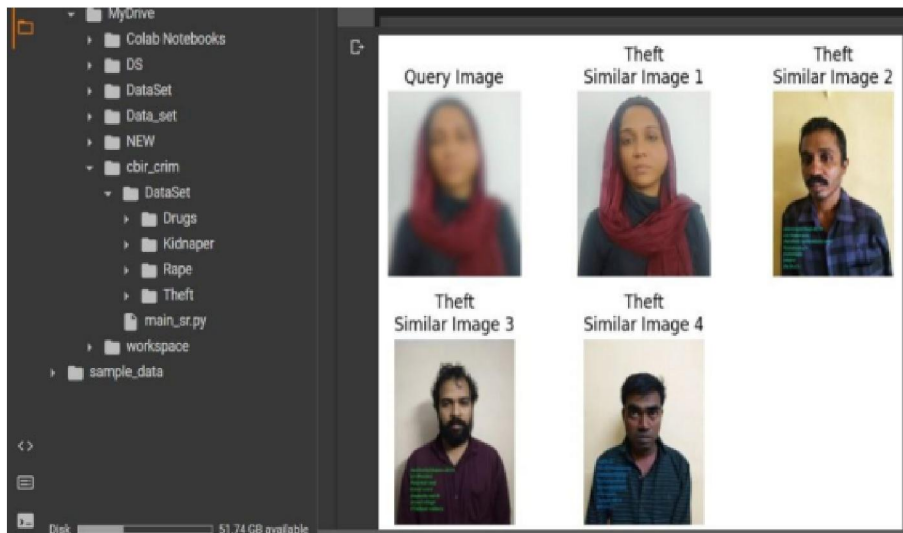 MyDrive
Colab Notebooks
DS
DataSet
Data_set
NEW
cbir_crim
DataSet
Drugs
Kidnaper
Rape
Theft
main_sr.py
workspace
sample_data
Disk
51.74 GB available
Query Image
Theft
Similar Image 1
Theft
Similar Image 2
Theft
Similar Image 3
Theft
Similar Image 4